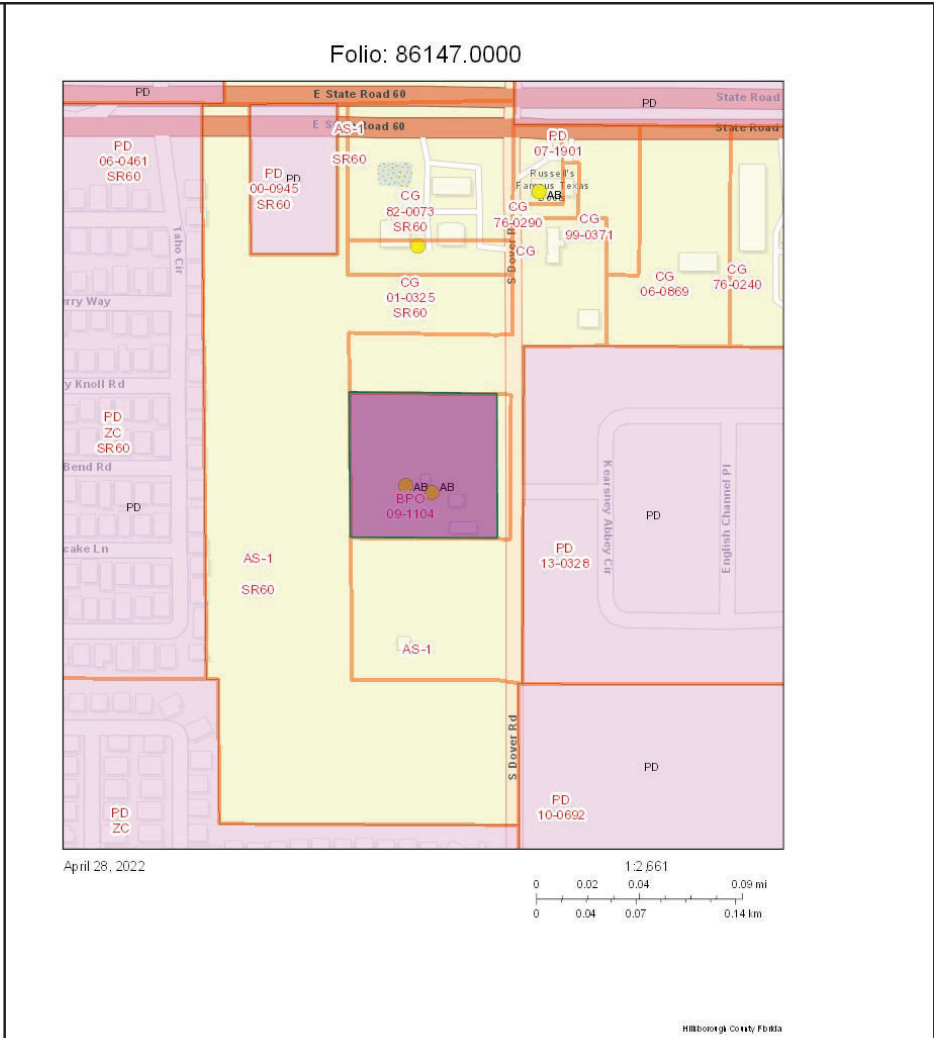 Folio: 86147.0000
PD
E State Road 60
PD
State Road
E State Road 60
State Road
AS-1
SR60
PD
06-0461
SR60
PD
PD
00-0945
SR60
PD
07-1901
Russell's
Famous Texas
AB
CG
82-0073
SR60
CG
76-0290
CG
99-0371
CG
S Dover Rd
Taho Cir
CG
01-0325
SR60
CG
06-0869
CG
76-0240
rry Way
y Knoll Rd
PD
ZC
SR60
Bend Rd
PD
cake Ln
AB
AB
BPO
09-1104
Kearsney Abbey Cir
PD
English Channel Pl
PD
13-0328
AS-1
SR60
AS-1
S Dover Rd
PD
PD
10-0692
PD
ZC
April 28, 2022
1:2,661
0 0.02 0.04 0.09 mi
0 0.04 0.07 0.14 km
Hillsborough County Florida